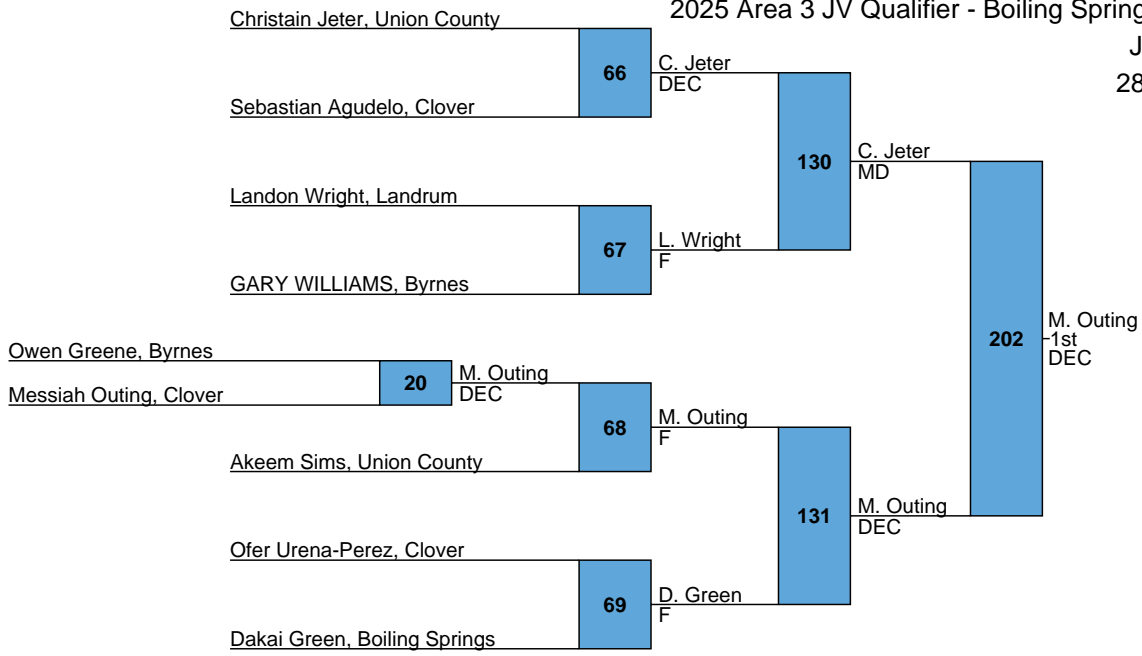 2025 Area 3 JV Qualifier - Boiling Spring
J
28
Christain Jeter, Union County
66
C. Jeter
DEC
Sebastian Agudelo, Clover
130
C. Jeter
MD
Landon Wright, Landrum
67
L. Wright
F
GARY WILLIAMS, Byrnes
202
M. Outing
1st
DEC
Owen Greene, Byrnes
20
M. Outing
DEC
Messiah Outing, Clover
68
M. Outing
F
Akeem Sims, Union County
131
M. Outing
DEC
Ofer Urena-Perez, Clover
69
D. Green
F
Dakai Green, Boiling Springs